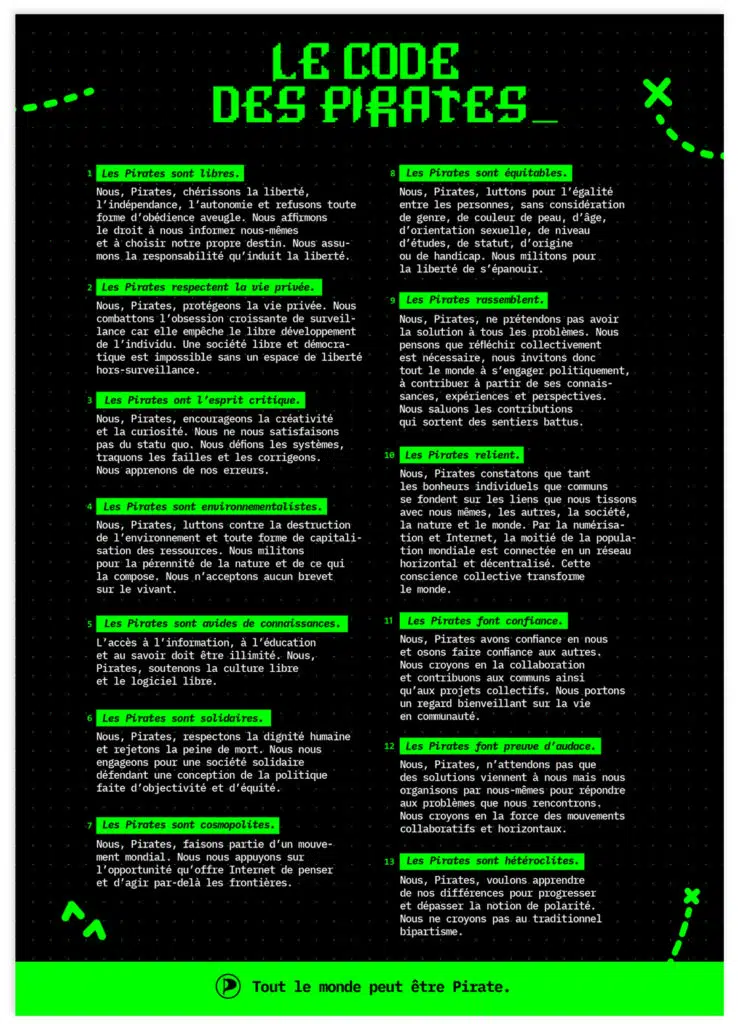 LE CODE
DES PIRATES_
1 Les Pirates sont libres.
Nous, Pirates, chérissons la liberté,
l'indépendance, l'autonomie et refusons toute
forme d'obédience aveugle. Nous affirmons
le droit à nous informer nous-mêmes
et à choisir notre propre destin. Nous assu-
mons la responsabilité qu'induit la liberté.
2 Les Pirates respectent la vie privée.
Nous, Pirates, protégeons la vie privée. Nous
combattons l'obsession croissante de surveil-
lance car elle empêche le libre développement
de l'individu. Une société libre et démocra-
tique est impossible sans un espace de liberté
hors-surveillance.
3 Les Pirates ont l'esprit critique.
Nous, Pirates, encourageons la créativité
et la curiosité. Nous ne nous satisfaisons
pas du statu quo. Nous défions les systèmes,
traquons les failles et les corrigeons.
Nous apprenons de nos erreurs.
4 Les Pirates sont environnementalistes.
Nous, Pirates, luttons contre la destruction
de l'environnement et toute forme de capitali-
sation des ressources. Nous militons
pour la pérennité de la nature et de ce qui
la compose. Nous n'acceptons aucun brevet
sur le vivant.
5 Les Pirates sont avides de connaissances.
L'accès à l'information, à l'éducation
et au savoir doit être illimité. Nous,
Pirates, soutenons la culture libre
et le logiciel libre.
6 Les Pirates sont solidaires.
Nous, Pirates, respectons la dignité humaine
et rejetons la peine de mort. Nous nous
engageons pour une société solidaire
défendant une conception de la politique
faite d'objectivité et d'équité.
7 Les Pirates sont cosmopolites.
Nous, Pirates, faisons partie d'un mouve-
ment mondial. Nous nous appuyons sur
l'opportunité qu'offre Internet de penser
et d'agir par-delà les frontières.
8 Les Pirates sont équitables.
Nous, Pirates, luttons pour l'égalité
entre les personnes, sans considération
de genre, de couleur de peau, d'âge,
d'orientation sexuelle, de niveau
d'études, de statut, d'origine
ou de handicap. Nous militons pour
la liberté de s'épanouir.
9 Les Pirates rassemblent.
Nous, Pirates, ne prétendons pas avoir
la solution à tous les problèmes. Nous
pensons que réfléchir collectivement
est nécessaire, nous invitons donc
tout le monde à s'engager politiquement,
à contribuer à partir de ses connais-
sances, expériences et perspectives.
Nous saluons les contributions
qui sortent des sentiers battus.
10 Les Pirates relient.
Nous, Pirates constatons que tant
les bonheurs individuels que communs
se fondent sur les liens que nous tissons
avec nous mêmes, les autres, la société,
la nature et le monde. Par la numérisa-
tion et Internet, la moitié de la popula-
tion mondiale est connectée en un réseau
horizontal et décentralisé. Cette
conscience collective transforme
le monde.
11 Les Pirates font confiance.
Nous, Pirates avons confiance en nous
et osons faire confiance aux autres.
Nous croyons en la collaboration
et contribuons aux communs ainsi
qu'aux projets collectifs. Nous portons
un regard bienveillant sur la vie
en communauté.
12 Les Pirates font preuve d'audace.
Nous, Pirates, n'attendons pas que
des solutions viennent à nous mais nous
organisons par nous-mêmes pour répondre
aux problèmes que nous rencontrons.
Nous croyons en la force des mouvements
collaboratifs et horizontaux.
13 Les Pirates sont hétéroclites.
Nous, Pirates, voulons apprendre
de nos différences pour progresser
et dépasser la notion de polarité.
Nous ne croyons pas au traditionnel
bipartisme.
Tout le monde peut être Pirate.